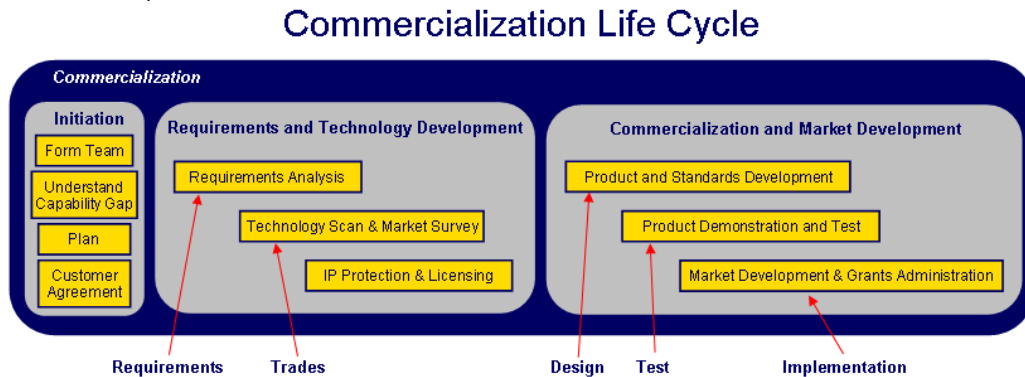 Commercialization Life Cycle
Commercialization
Initiation
Form Team
Understand
Capability Gap
Plan
Customer
Agreement
Requirements and Technology Development
Requirements Analysis
Technology Scan & Market Survey
IP Protection & Licensing
Commercialization and Market Development
Product and Standards Development
Product Demonstration and Test
Market Development & Grants Administration
Requirements
Trades
Design
Test
Implementation